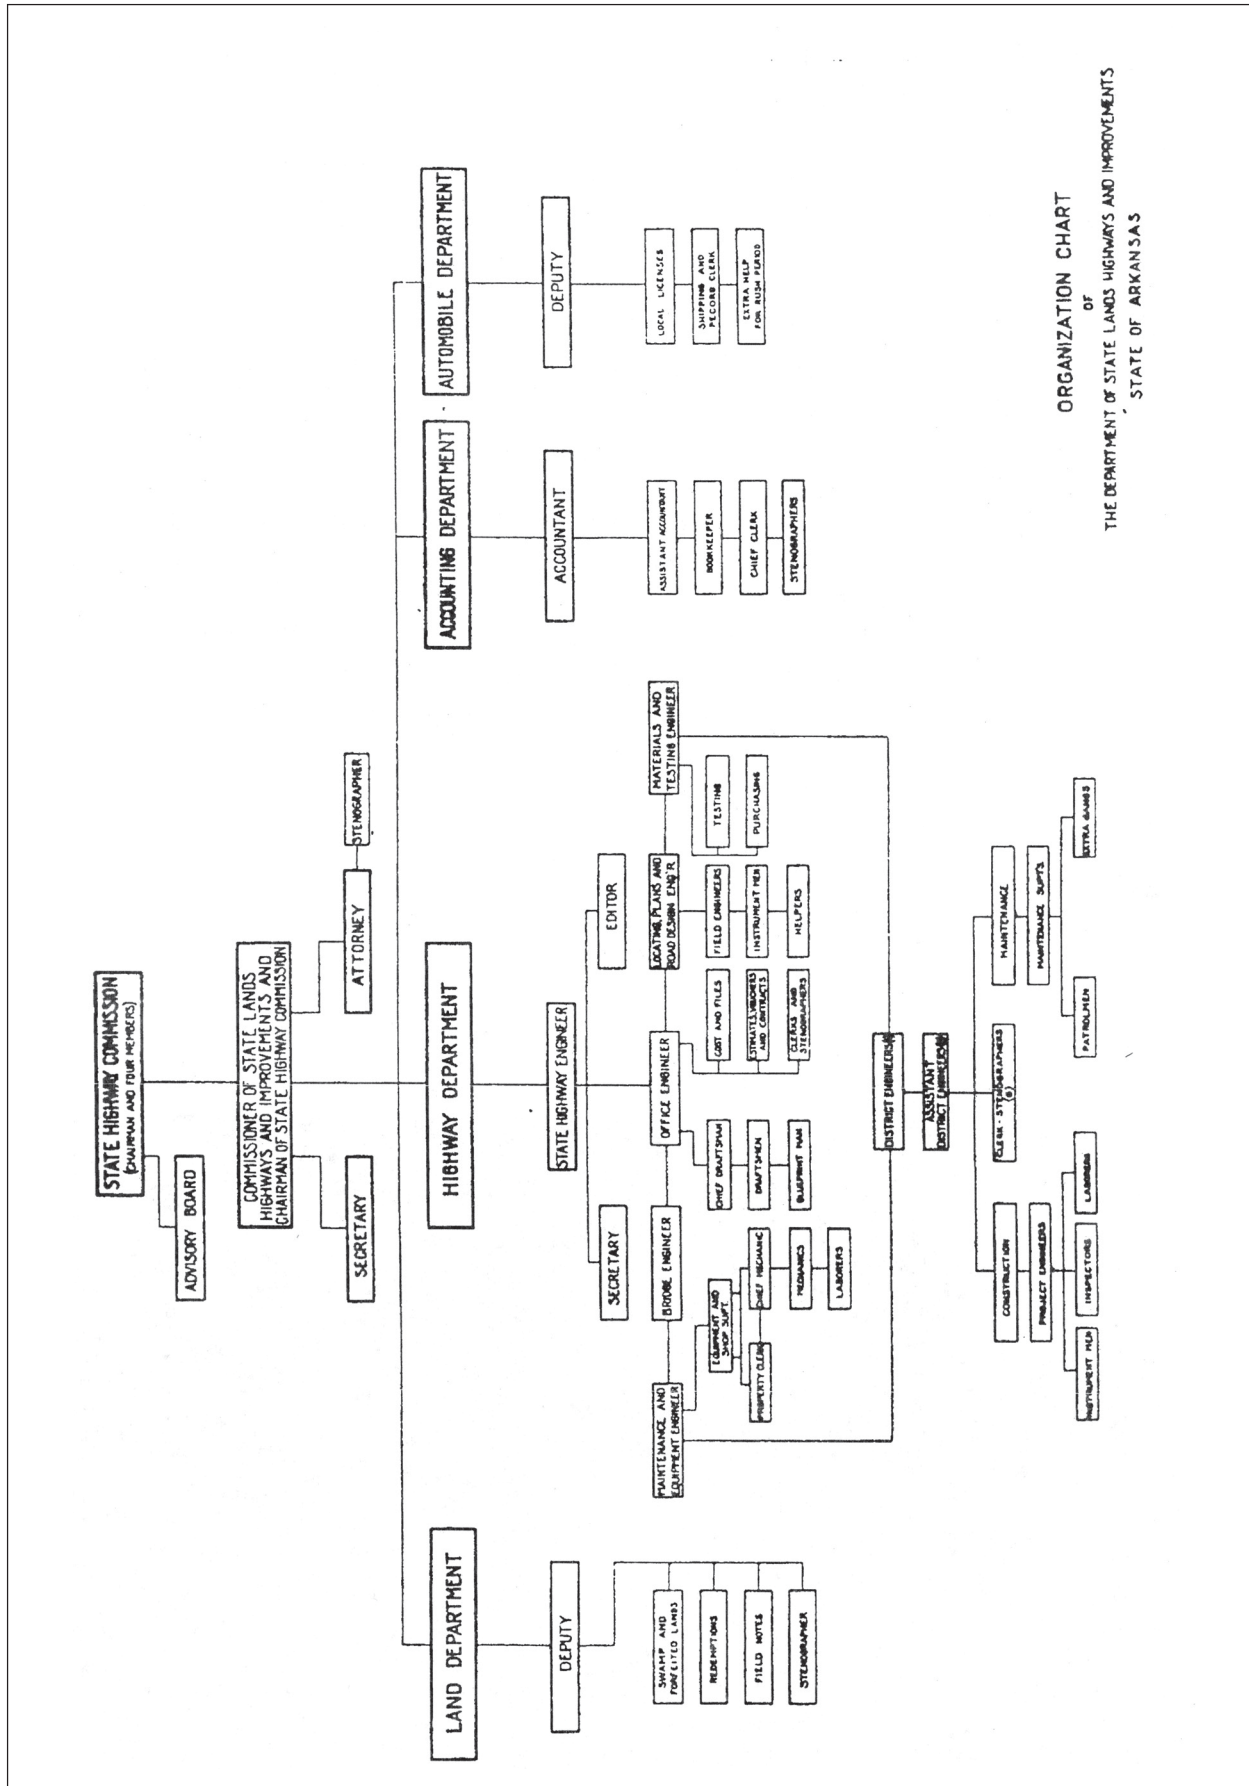 STATE HIGHWAY COMMISSION
(CHAIRMAN AND FOUR MEMBERS)
ADVISORY BOARD
COMMISSIONER OF STATE LANDS
HIGHWAYS AND IMPROVEMENTS AND
CHAIRMAN OF STATE HIGHWAY COMMISSION
SECRETARY
ATTORNEY
STENOGRAPHER
LAND DEPARTMENT
HIGHWAY DEPARTMENT
ACCOUNTING DEPARTMENT
AUTOMOBILE DEPARTMENT
DEPUTY
SWAMP AND
FORFEITED LANDS
REDEMPTIONS
FIELD NOTES
STENOGRAPHER
STATE HIGHWAY ENGINEER
SECRETARY
EDITOR
MAINTENANCE AND
EQUIPMENT ENGINEER
BRIDGE ENGINEER
OFFICE ENGINEER
LOCATING, PLANS AND
ROAD DESIGN ENG'R
MATERIALS AND
TESTING ENGINEER
EQUIPMENT AND
SHOP SUPT.
PROPERTY CLERK
CHIEF MECHANIC
MECHANICS
LABORERS
CHIEF DRAFTSMAN
DRAFTSMEN
BLUEPRINT MAN
COST AND FILES
ESTIMATES, VOUCHERS
AND CONTRACTS
CLERKS AND
STENOGRAPHERS
FIELD ENGINEERS
INSTRUMENT MEN
HELPERS
TESTING
PURCHASING
DISTRICT ENGINEERS
ASSISTANT
DISTRICT ENGINEERS
CONSTRUCTION
CLERK - STENOGRAPHERS
MAINTENANCE
PROJECT ENGINEERS
MAINTENANCE SUPT'S
INSTRUMENT MEN
INSPECTORS
LABORERS
PATROLMEN
EXTRA GANGS
ACCOUNTANT
ASSISTANT ACCOUNTANT
BOOKKEEPER
CHIEF CLERK
STENOGRAPHERS
DEPUTY
LOCAL LICENSES
SHIPPING AND
RECORD CLERK
EXTRA HELP
FOR RUSH PERIOD
ORGANIZATION CHART
OF
THE DEPARTMENT OF STATE LANDS HIGHWAYS AND IMPROVEMENTS
STATE OF ARKANSAS